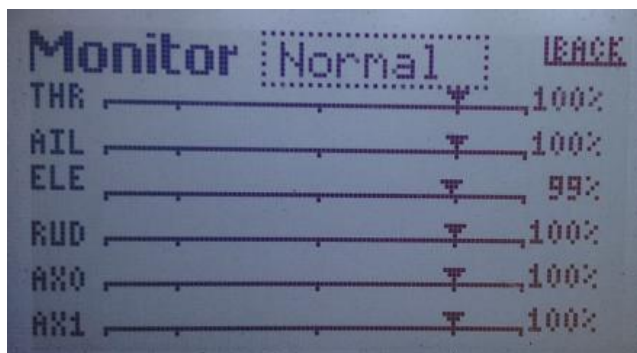 Monitor Normal BACK
THR 100%
AIL 100%
ELE 99%
RUD 100%
AX0 100%
AX1 100%